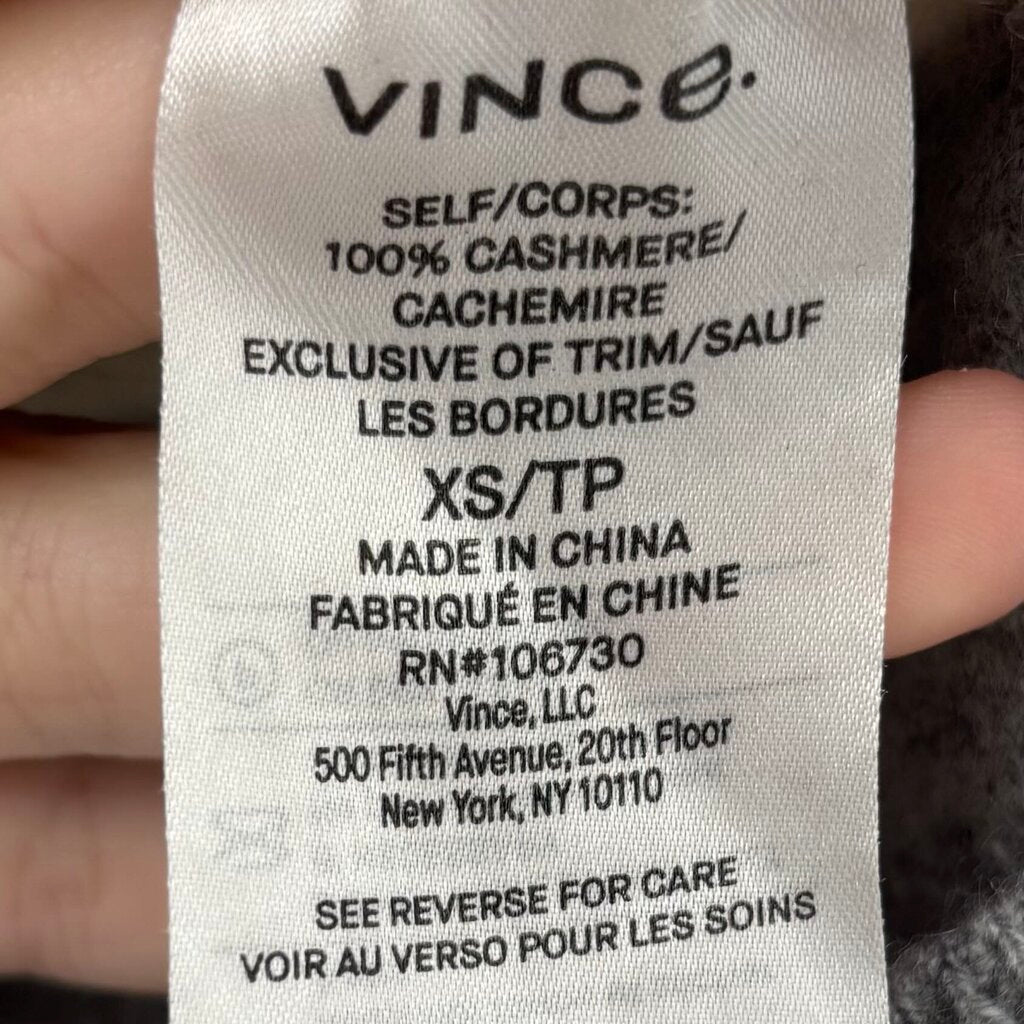 VINCE.
SELF/CORPS:
100% CASHMERE/
CACHEMIRE
EXCLUSIVE OF TRIM/SAUF
LES BORDURES
XS/TP
MADE IN CHINA
FABRIQUÉ EN CHINE
RN#106730
Vince, LLC
500 Fifth Avenue, 20th Floor
New York, NY 10110
SEE REVERSE FOR CARE
VOIR AU VERSO POUR LES SOINS